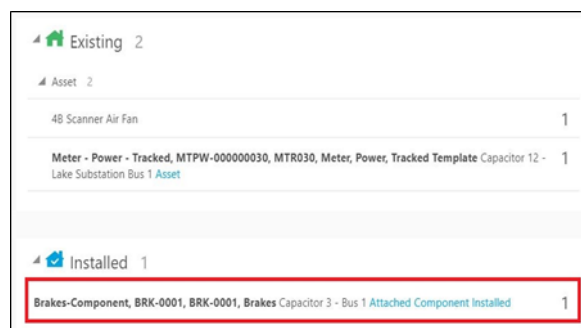 Existing 2
Asset 2
4B Scanner Air Fan 1
Meter - Power - Tracked, MTPW-000000030, MTR030, Meter, Power, Tracked Template Capacitor 12 - 1
Lake Substation Bus 1 Asset
Installed 1
Brakes-Component, BRK-0001, BRK-0001, Brakes Capacitor 3 - Bus 1 Attached Component Installed 1